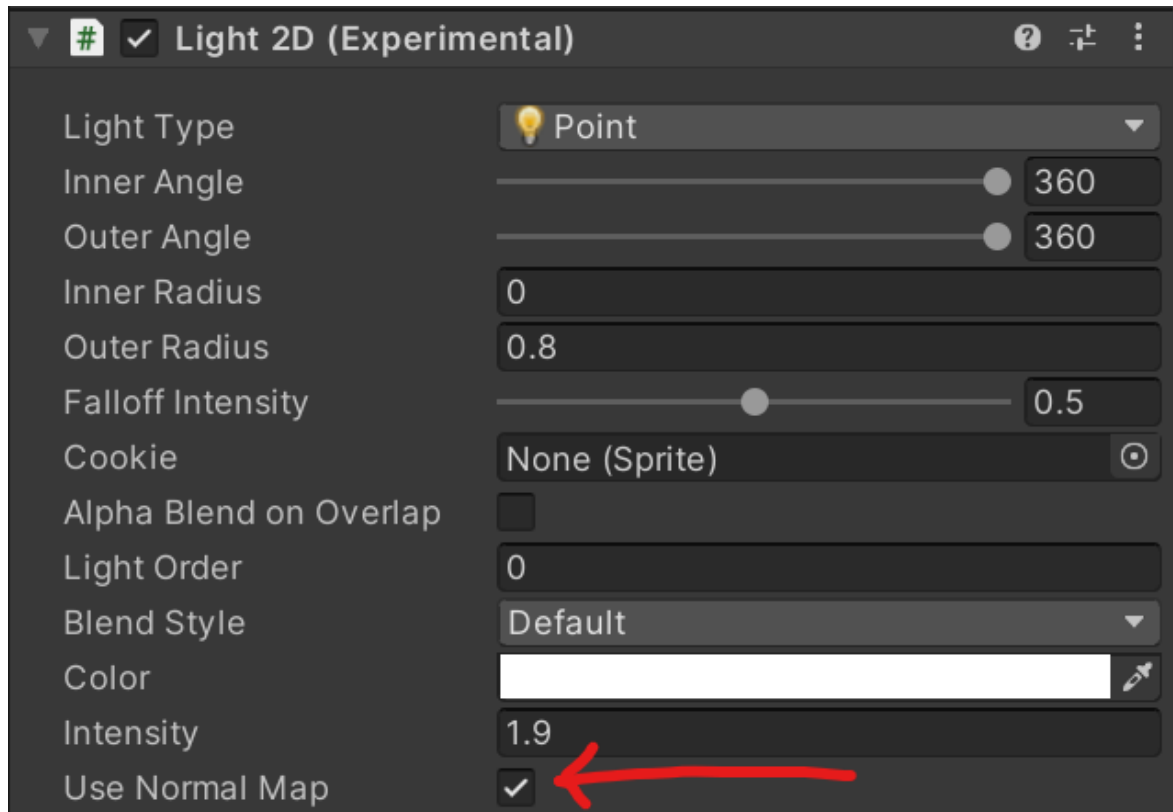 # Light 2D (Experimental)
Light Type Point
Inner Angle 360
Outer Angle 360
Inner Radius 0
Outer Radius 0.8
Falloff Intensity 0.5
Cookie None (Sprite)
Alpha Blend on Overlap
Light Order 0
Blend Style Default
Color
Intensity 1.9
Use Normal Map